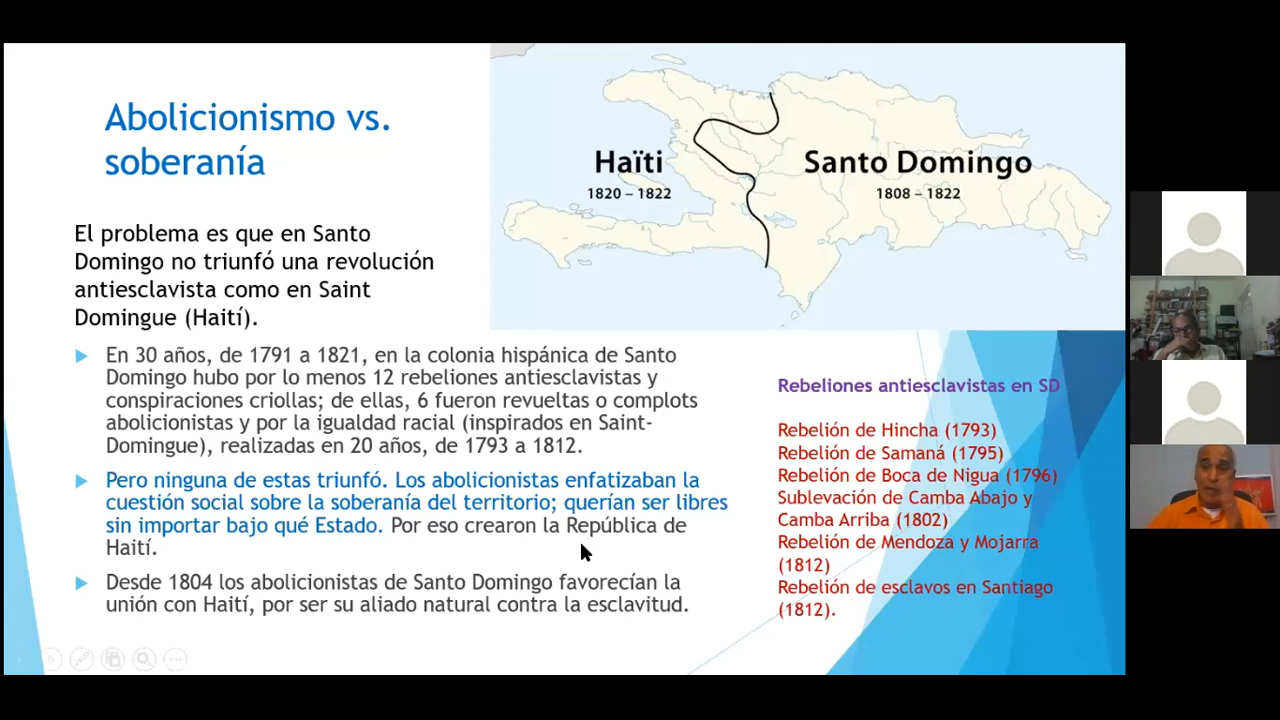 Abolicionismo vs.
soberanía
El problema es que en Santo
Domingo no triunfó una revolución
antiesclavista como en Saint
Domingue (Haití).
En 30 años, de 1791 a 1821, en la colonia hispánica de Santo
Domingo hubo por lo menos 12 rebeliones antiesclavistas y
conspiraciones criollas; de ellas, 6 fueron revueltas o complots
abolicionistas y por la igualdad racial (inspirados en Saint-
Domingue), realizadas en 20 años, de 1793 a 1812.
Pero ninguna de estas triunfó. Los abolicionistas enfatizaban la
cuestión social sobre la soberanía del territorio; querían ser libres
sin importar bajo qué Estado. Por eso crearon la República de
Haití.
Desde 1804 los abolicionistas de Santo Domingo favorecían la
unión con Haití, por ser su aliado natural contra la esclavitud.
Haïti
1820 – 1822
Santo Domingo
1808 – 1822
Rebeliones antiesclavistas en SD
Rebelión de Hincha (1793)
Rebelión de Samaná (1795)
Rebelión de Boca de Nigua (1796)
Sublevación de Camba Abajo y
Camba Arriba (1802)
Rebelión de Mendoza y Mojarra
(1812)
Rebelión de esclavos en Santiago
(1812).